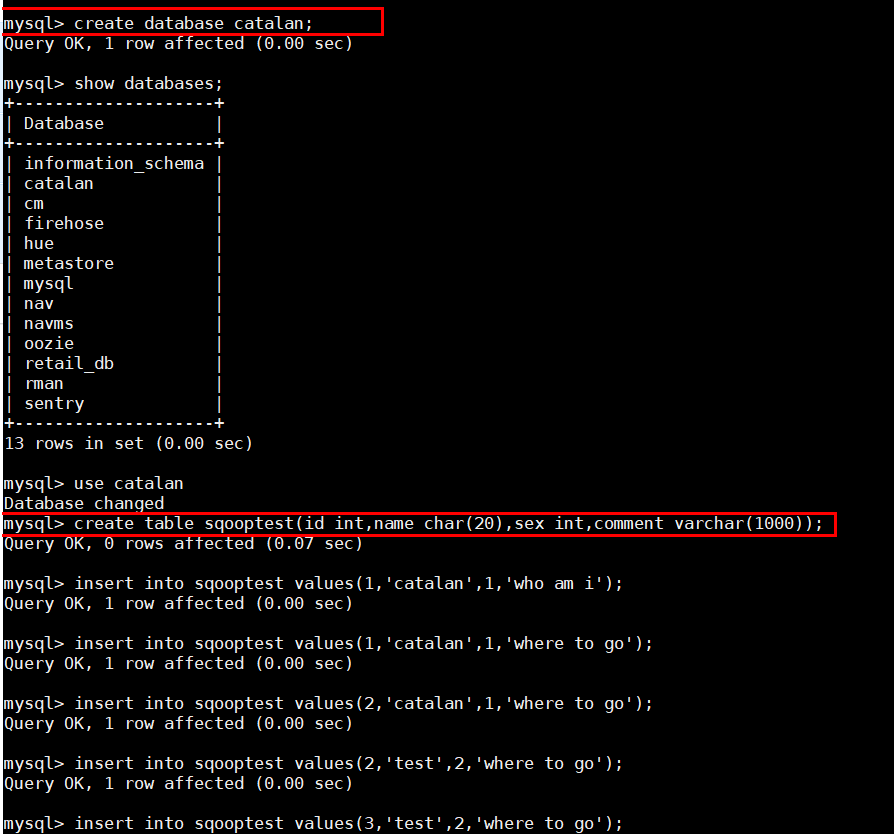 mysql> create database catalan;
Query OK, 1 row affected (0.00 sec)
mysql> show databases;
+--------------------+
| Database           |
+--------------------+
| information_schema |
| catalan            |
| cm                 |
| firehose           |
| hue                |
| metastore          |
| mysql              |
| nav                |
| navms              |
| oozie              |
| retail_db          |
| rman               |
| sentry             |
+--------------------+
13 rows in set (0.00 sec)
mysql> use catalan
Database changed
mysql> create table sqooptest(id int,name char(20),sex int,comment varchar(1000));
Query OK, 0 rows affected (0.07 sec)
mysql> insert into sqooptest values(1,'catalan',1,'who am i');
Query OK, 1 row affected (0.00 sec)
mysql> insert into sqooptest values(1,'catalan',1,'where to go');
Query OK, 1 row affected (0.00 sec)
mysql> insert into sqooptest values(2,'catalan',1,'where to go');
Query OK, 1 row affected (0.00 sec)
mysql> insert into sqooptest values(2,'test',2,'where to go');
Query OK, 1 row affected (0.00 sec)
mysql> insert into sqooptest values(3,'test',2,'where to go');